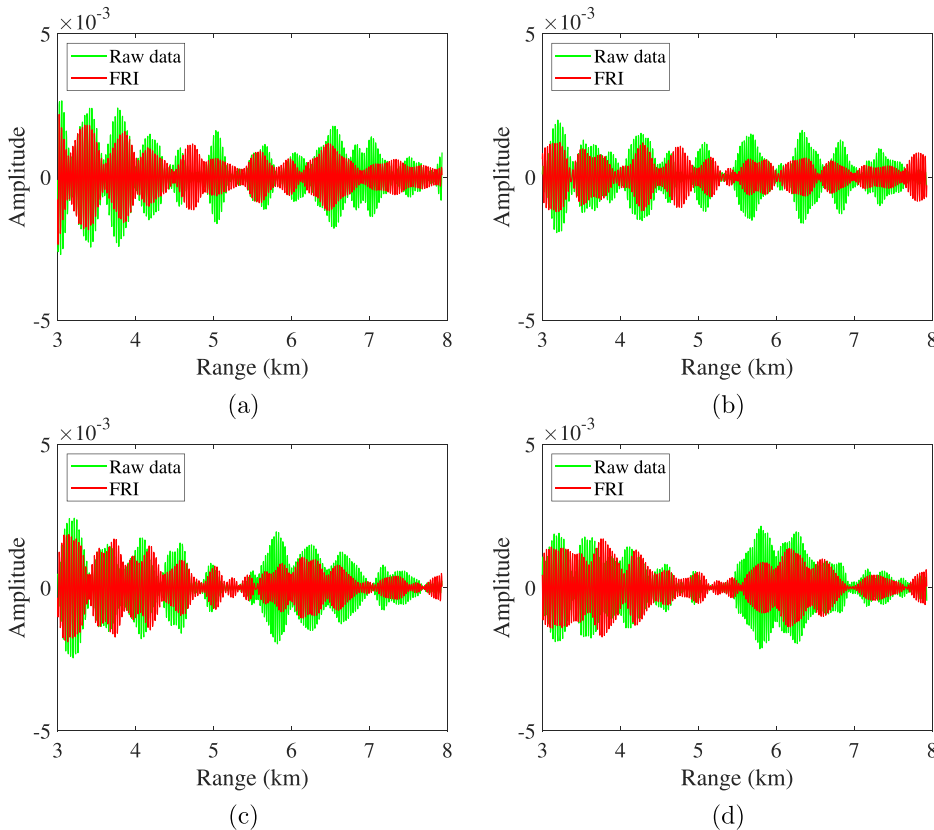 ×10⁻³
5
Raw data
FRI
Amplitude
0
-5
3 4 5 6 7 8
Range (km)
(a)
×10⁻³
5
Raw data
FRI
Amplitude
0
-5
3 4 5 6 7 8
Range (km)
(b)
×10⁻³
5
Raw data
FRI
Amplitude
0
-5
3 4 5 6 7 8
Range (km)
(c)
×10⁻³
5
Raw data
FRI
Amplitude
0
-5
3 4 5 6 7 8
Range (km)
(d)